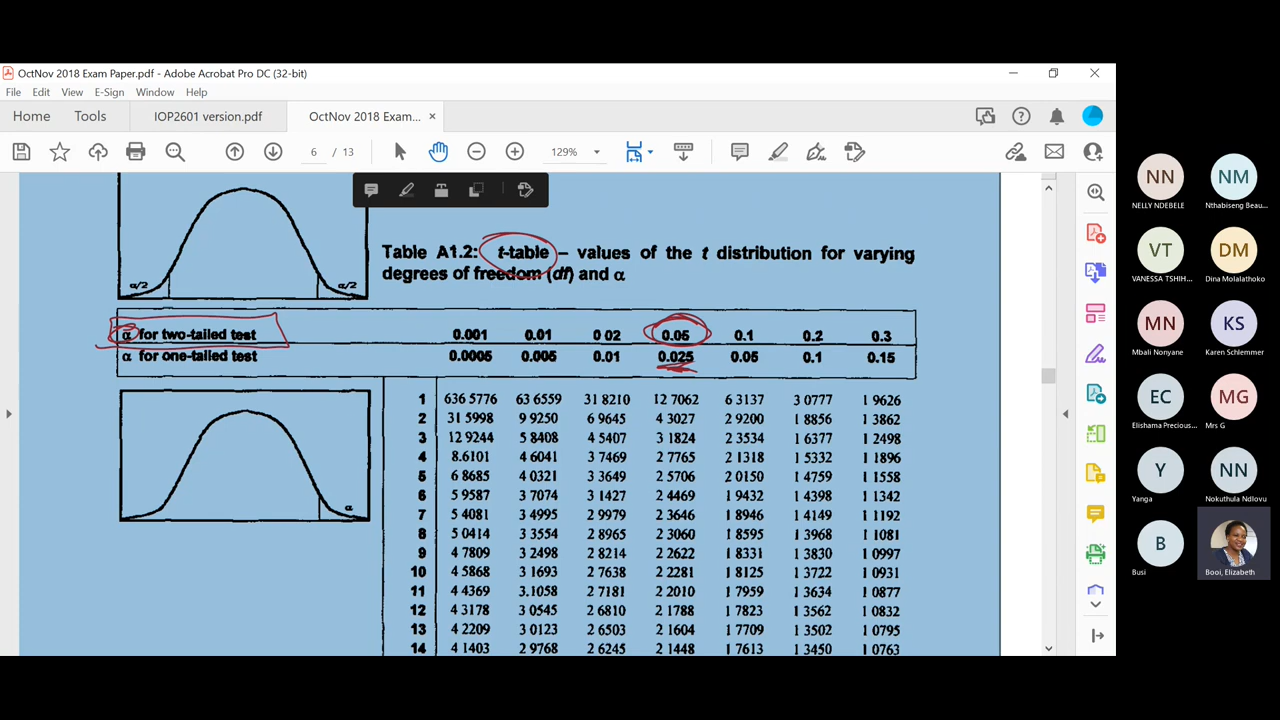 OctNov 2018 Exam Paper.pdf - Adobe Acrobat Pro DC (32-bit)
File Edit View E-Sign Window Help
Home Tools IOP2601 version.pdf OctNov 2018 Exam... ×
6 / 13 129%
Table A1.2: t-table – values of the t distribution for varying
degrees of freedom (df) and α
α/2 α/2
α for two-tailed test 0.001 0.01 0 02 0.05 0.1 0.2 0.3
α for one-tailed test 0.0005 0.005 0.01 0.025 0.05 0.1 0.15
1 636 5776 63 6559 31 8210 12 7062 6 3137 3 0777 1 9626
2 31 5998 9 9250 6 9645 4 3027 2 9200 1 8856 1 3862
3 12 9244 5 8408 4 5407 3 1824 2 3534 1 6377 1 2498
4 8.6101 4 6041 3 7469 2 7765 2 1318 1 5332 1 1896
5 6 8685 4 0321 3 3649 2 5706 2 0150 1 4759 1 1558
6 5 9587 3 7074 3 1427 2 4469 1 9432 1 4398 1 1342
7 5 4081 3 4995 2 9979 2 3646 1 8946 1 4149 1 1192
α
8 5 0414 3 3554 2 8965 2 3060 1 8595 1 3968 1 1081
9 4 7809 3 2498 2 8214 2 2622 1 8331 1 3830 1 0997
10 4 5868 3 1693 2 7638 2 2281 1 8125 1 3722 1 0931
11 4 4369 3.1058 2 7181 2 2010 1 7959 1 3634 1 0877
12 4 3178 3 0545 2 6810 2 1788 1 7823 1 3562 1 0832
13 4 2209 3 0123 2 6503 2 1604 1 7709 1 3502 1 0795
14 4 1403 2 9768 2 6245 2 1448 1 7613 1 3450 1 0763
NN NM
NELLY NDEBELE Nthabiseng Beau...
VT DM
VANESSA TSHIH... Dina Molalathoko
MN KS
Mbali Nonyane Karen Schlemmer
EC MG
Elishama Precious... Mrs G
Y NN
Yanga Nokuthula Ndlovu
B
Busi Booi, Elizabeth